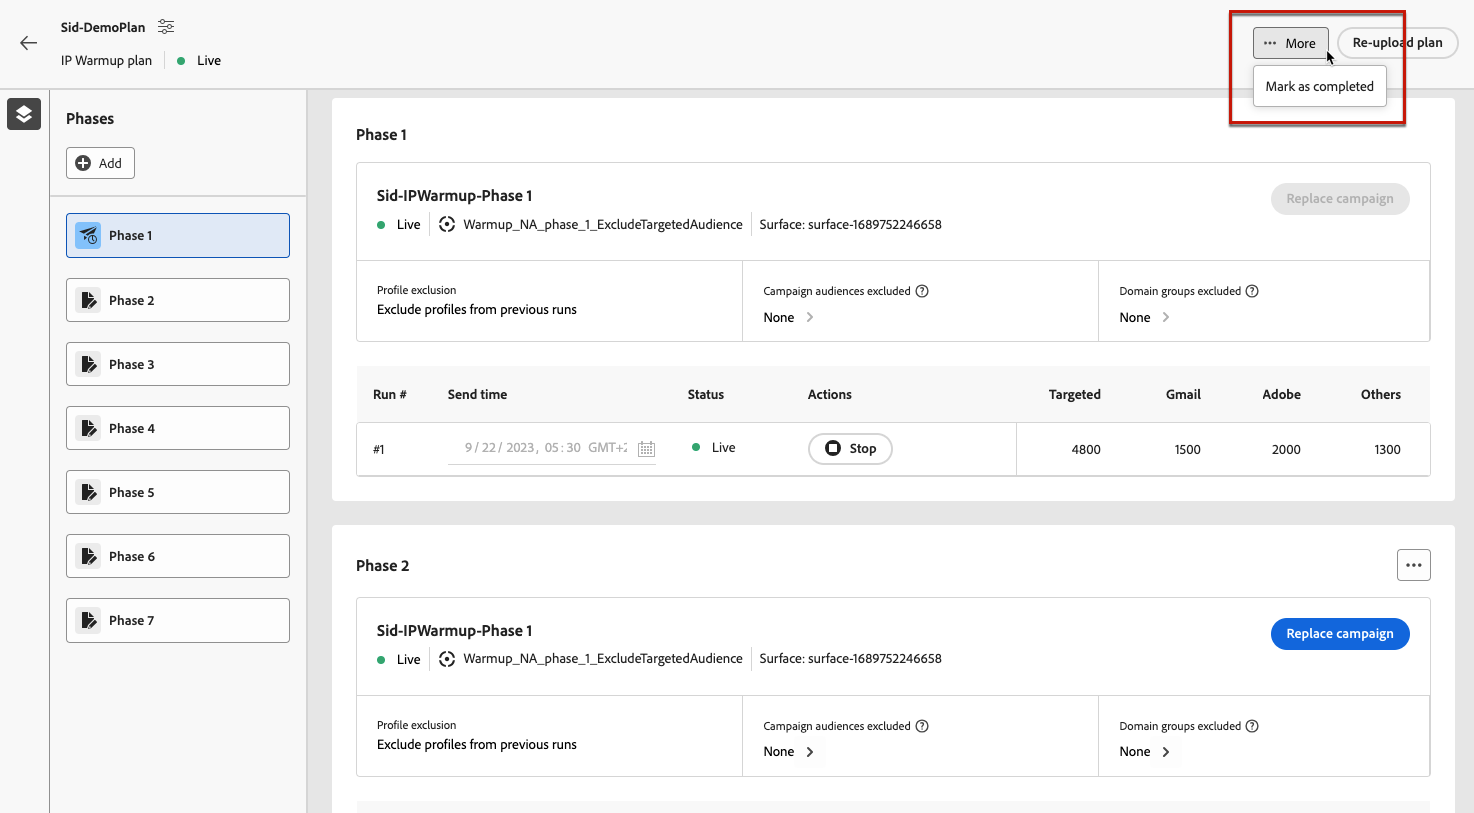 Sid-DemoPlan
IP Warmup plan
Live
••• More
Re-upload plan
Mark as completed
Phases
Add
Phase 1
Phase 2
Phase 3
Phase 4
Phase 5
Phase 6
Phase 7
Phase 1
Sid-IPWarmup-Phase 1
Replace campaign
Live Warmup_NA_phase_1_ExcludeTargetedAudience Surface: surface-1689752246658
Profile exclusion
Exclude profiles from previous runs
Campaign audiences excluded
None
Domain groups excluded
None
Run # Send time Status Actions Targeted Gmail Adobe Others
#1 9/22/2023, 05:30 GMT+2 Live Stop 4800 1500 2000 1300
Phase 2
Sid-IPWarmup-Phase 1
Replace campaign
Live Warmup_NA_phase_1_ExcludeTargetedAudience Surface: surface-1689752246658
Profile exclusion
Exclude profiles from previous runs
Campaign audiences excluded
None
Domain groups excluded
None